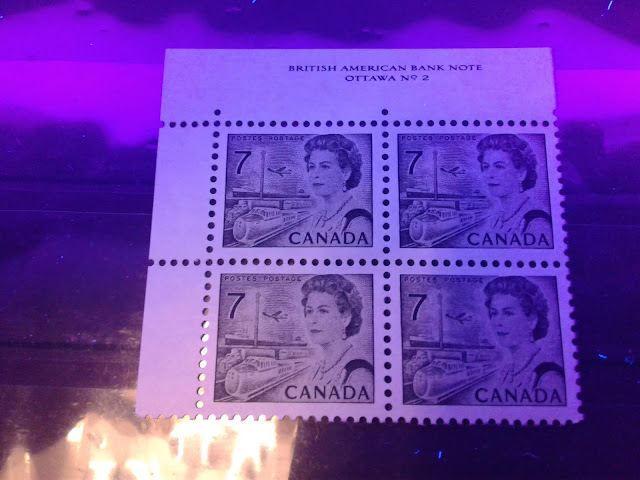 BRITISH AMERICAN BANK NOTE
OTTAWA Nº 2
POSTES POSTAGE
7
CANADA
POSTES POSTAGE
7
CANADA
POSTES POSTAGE
7
CANADA
POSTES POSTAGE
7
CANADA